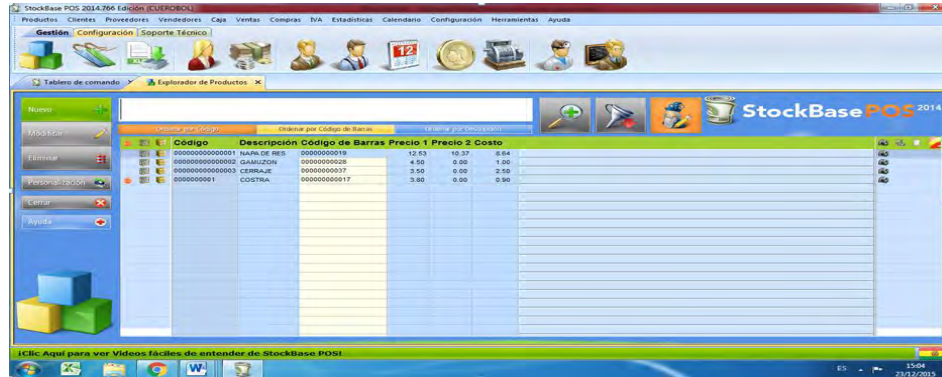 StockBase POS 2014.766 Edición (CUEROBOL)
Productos Clientes Proveedores Vendedores Caja Ventas Compras IVA Estadísticas Calendario Configuración Herramientas Ayuda
Gestión Configuración Soporte Técnico
12
Tablero de comando Explorador de Productos
Nuevo
StockBase POS 2014
Modificar
Ordenar por Código Ordenar por Código de Barras Ordenar por Descripción
Código Descripción Código de Barras Precio 1 Precio 2 Costo
Eliminar
000000000001 NAPA DE RES 00000000019 12.53 10.37 8.64
000000000002 GAMUZON 00000000028 4.50 0.00 1.00
000000000003 CERRAJE 00000000037 3.50 0.00 2.50
Personalización
0000000001 COSTRA 000000000017 3.80 0.00 0.90
Cerrar
Ayuda
¡Clic Aquí para ver Videos fáciles de entender de StockBase POS!
ES 15:04
23/12/2015